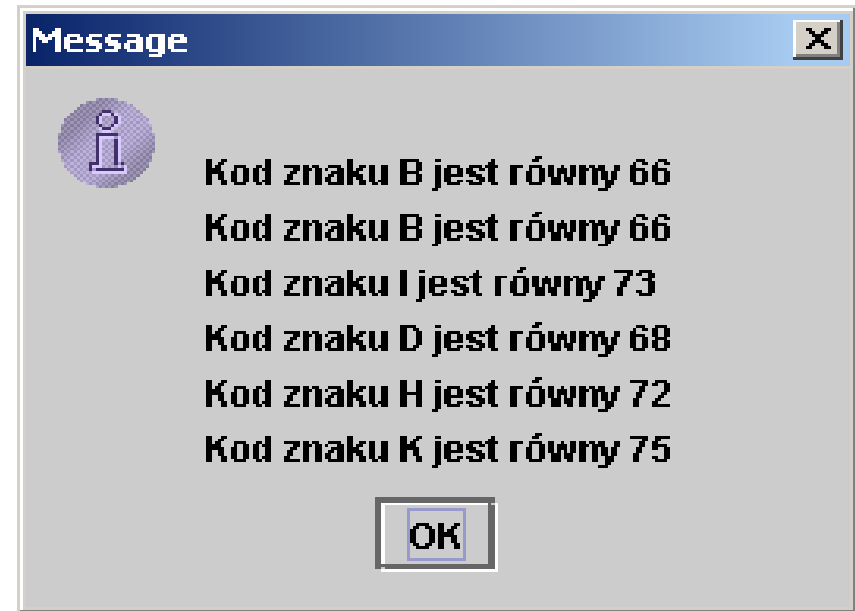 Message
Kod znaku B jest równy 66
Kod znaku B jest równy 66
Kod znaku I jest równy 73
Kod znaku D jest równy 68
Kod znaku H jest równy 72
Kod znaku K jest równy 75
OK